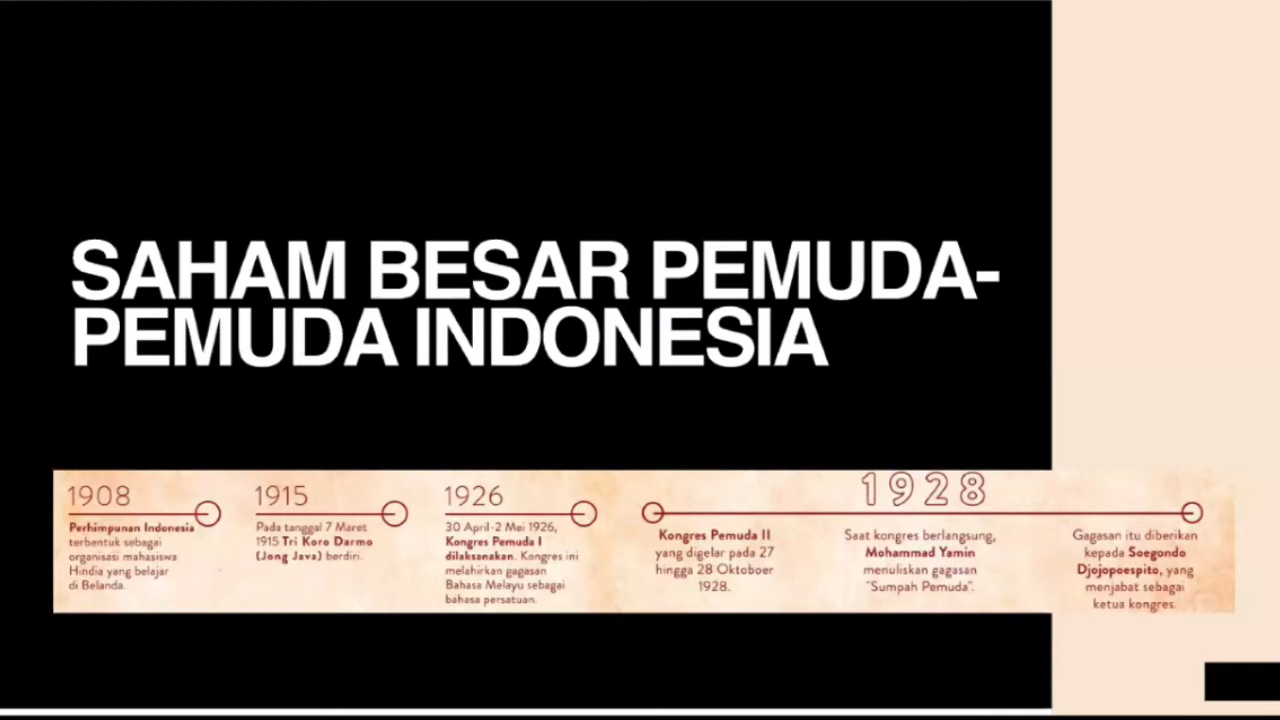 SAHAM BESAR PEMUDA-
PEMUDA INDONESIA
1908
Perhimpunan Indonesia
terbentuk sebagai
organisasi mahasiswa
Hindia yang belajar
di Belanda.
1915
Pada tanggal 7 Maret
1915 Tri Koro Darmo
(Jong Java) berdiri.
1926
30 April-2 Mei 1926,
Kongres Pemuda I
dilaksanakan. Kongres ini
melahirkan gagasan
Bahasa Melayu sebagai
bahasa persatuan.
1928
Kongres Pemuda II
yang digelar pada 27
hingga 28 Oktoboer
1928.
Saat kongres berlangsung,
Mohammad Yamin
menuliskan gagasan
"Sumpah Pemuda".
Gagasan itu diberikan
kepada Soegondo
Djojopoespito, yang
menjabat sebagai
ketua kongres.